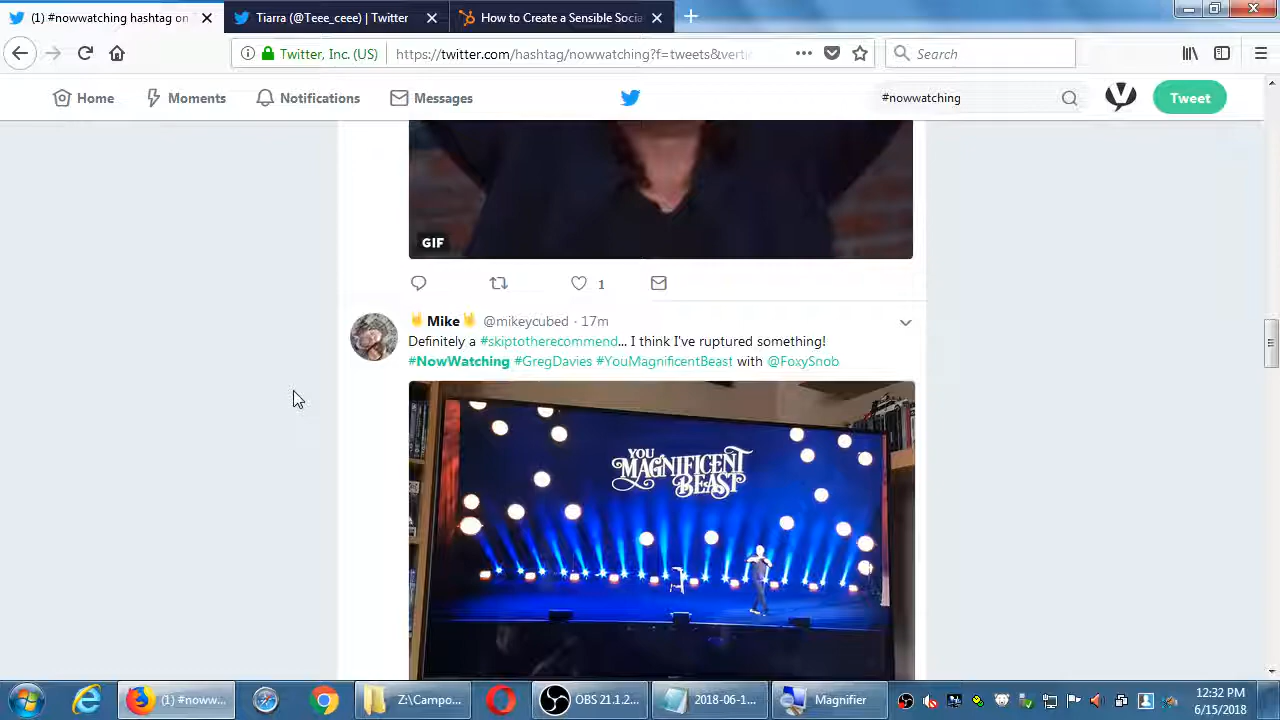 (1) #nowwatching hashtag on T
Tiarra (@Teee_ceee) | Twitter
How to Create a Sensible Socia
Twitter, Inc. (US)
https://twitter.com/hashtag/nowwatching?f=tweets&verti
Search
Home
Moments
Notifications
Messages
#nowwatching
Tweet
GIF
1
Mike @mikeycubed · 17m
Definitely a #skiptotherecommend... I think I've ruptured something!
#NowWatching #GregDavies #YouMagnificentBeast with @FoxySnob
YOU
MAGNIFICENT
BEAST
(1) #noww...
Z:\Campo...
OBS 21.1.2...
2018-06-1...
Magnifier
12:32 PM
6/15/2018